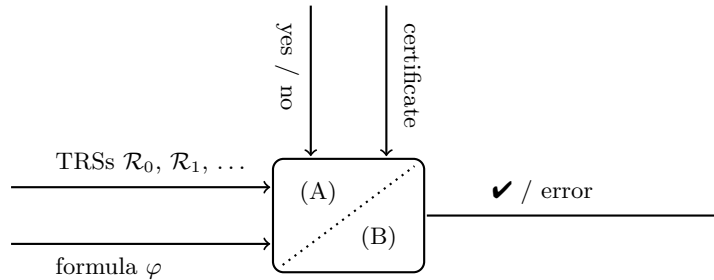 yes / no
certificate
TRSs R₀, R₁, …
(A)
✔ / error
(B)
formula φ